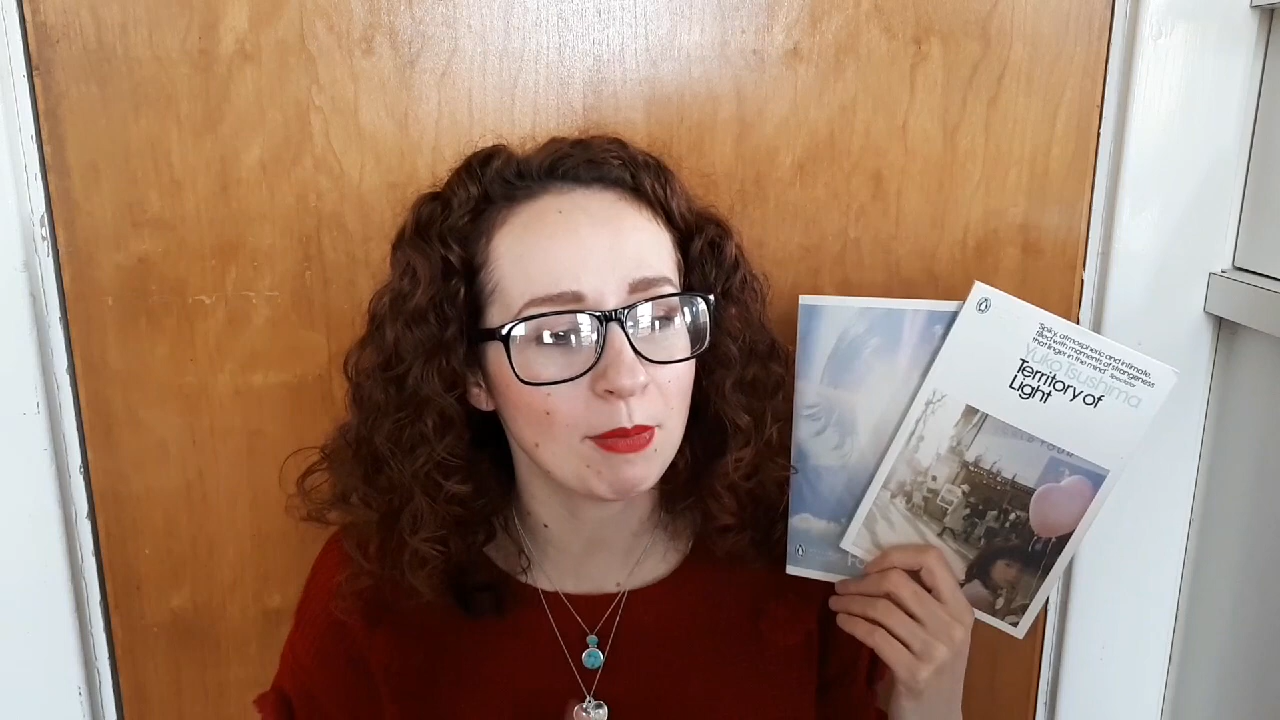 'Spiky, atmospheric and intimate,
filled with moments of strangeness
that linger in the mind' Spectator
Yuko Tsushima
Territory of
Light